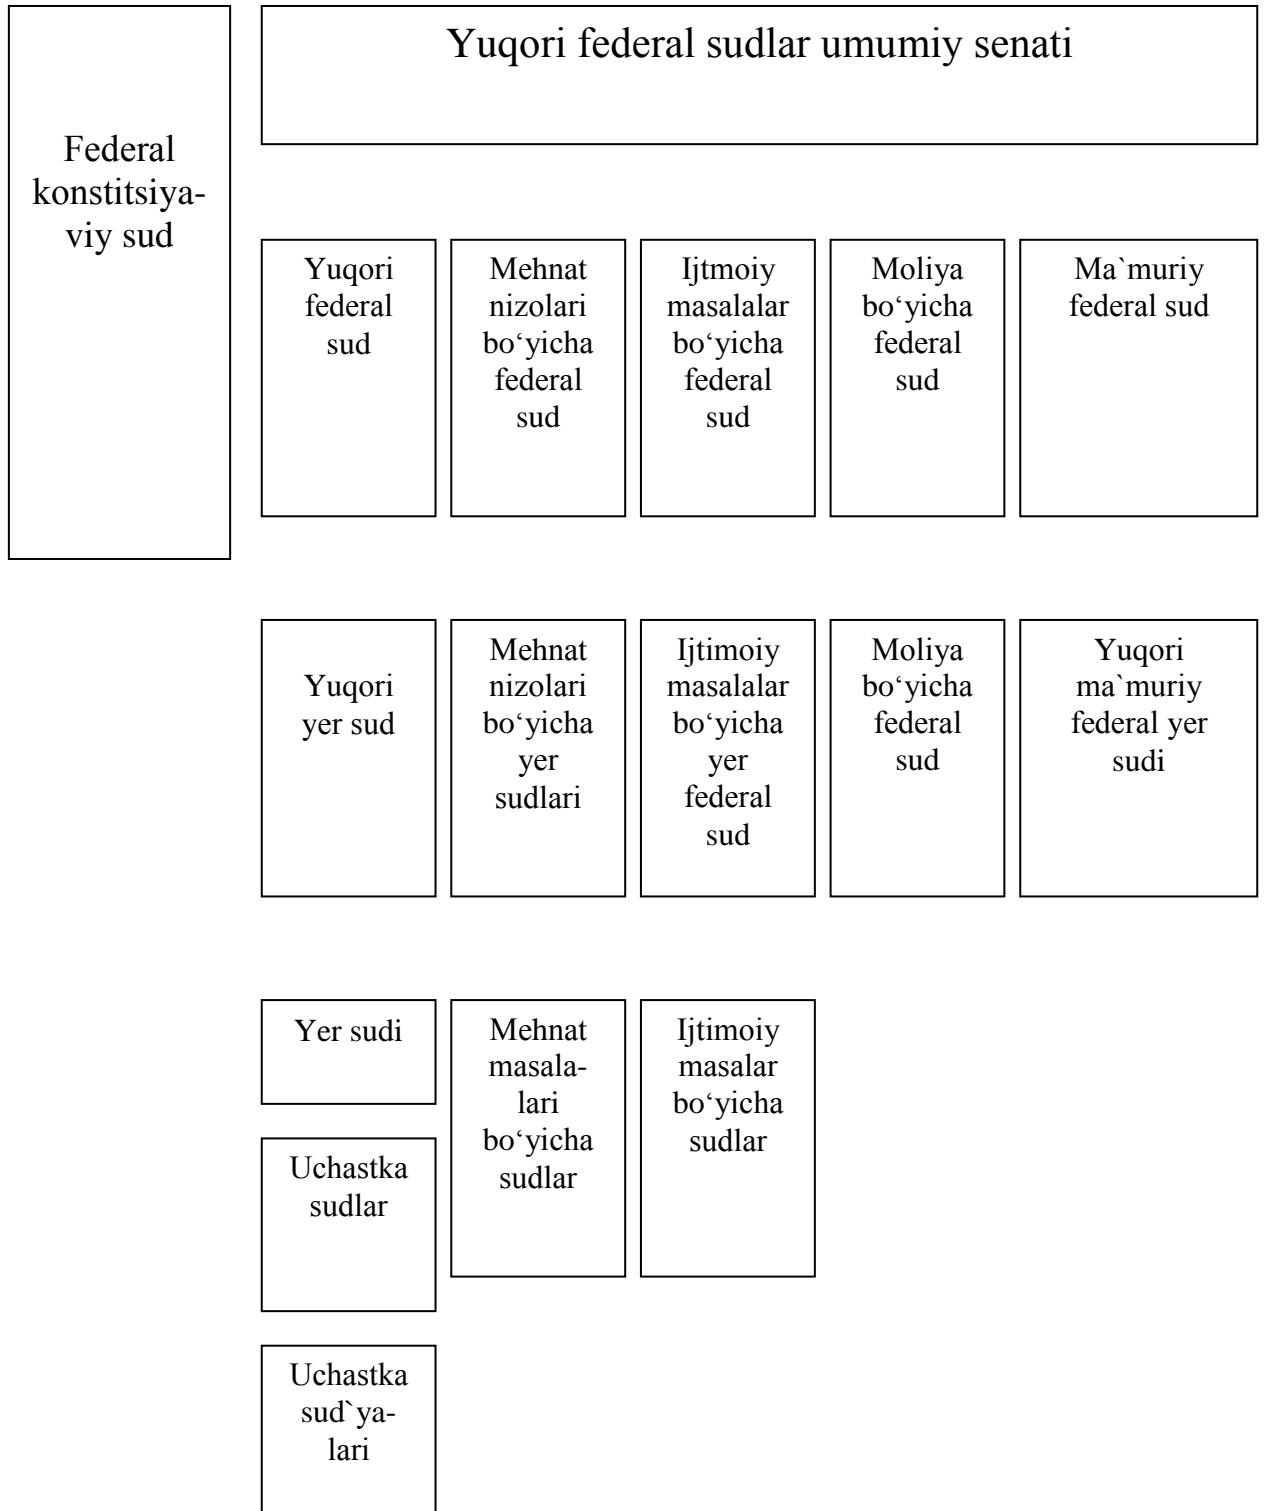 Federal
konstitsiya-
viy sud
Yuqori federal sudlar umumiy senati
Yuqori
federal
sud
Mehnat
nizolari
bo‘yicha
federal
sud
Ijtmoiy
masalalar
bo‘yicha
federal
sud
Moliya
bo‘yicha
federal
sud
Ma`muriy
federal sud
Yuqori
yer sud
Mehnat
nizolari
bo‘yicha
yer
sudlari
Ijtimoiy
masalalar
bo‘yicha
yer
federal
sud
Moliya
bo‘yicha
federal
sud
Yuqori
ma`muriy
federal yer
sudi
Yer sudi
Mehnat
masala-
lari
bo‘yicha
sudlar
Ijtimoiy
masalar
bo‘yicha
sudlar
Uchastka
sudlar
Uchastka
sud`ya-
lari